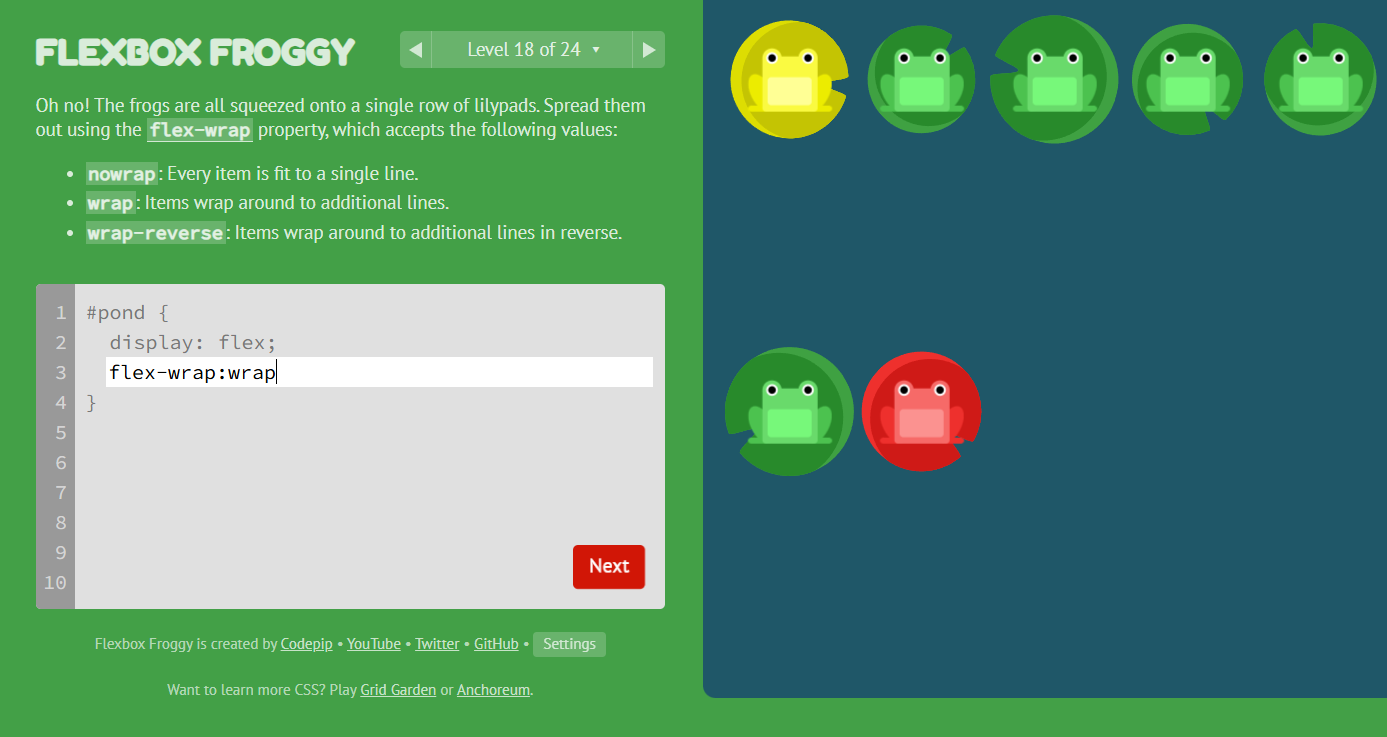 FLEXBOX FROGGY
Level 18 of 24
Oh no! The frogs are all squeezed onto a single row of lilypads. Spread them
out using the flex-wrap property, which accepts the following values:
• nowrap: Every item is fit to a single line.
• wrap: Items wrap around to additional lines.
• wrap-reverse: Items wrap around to additional lines in reverse.
1 #pond {
2 display: flex;
3 flex-wrap:wrap
4 }
5
6
7
8
9
10
Next
Flexbox Froggy is created by Codepip • YouTube • Twitter • GitHub • Settings
Want to learn more CSS? Play Grid Garden or Anchoreum.